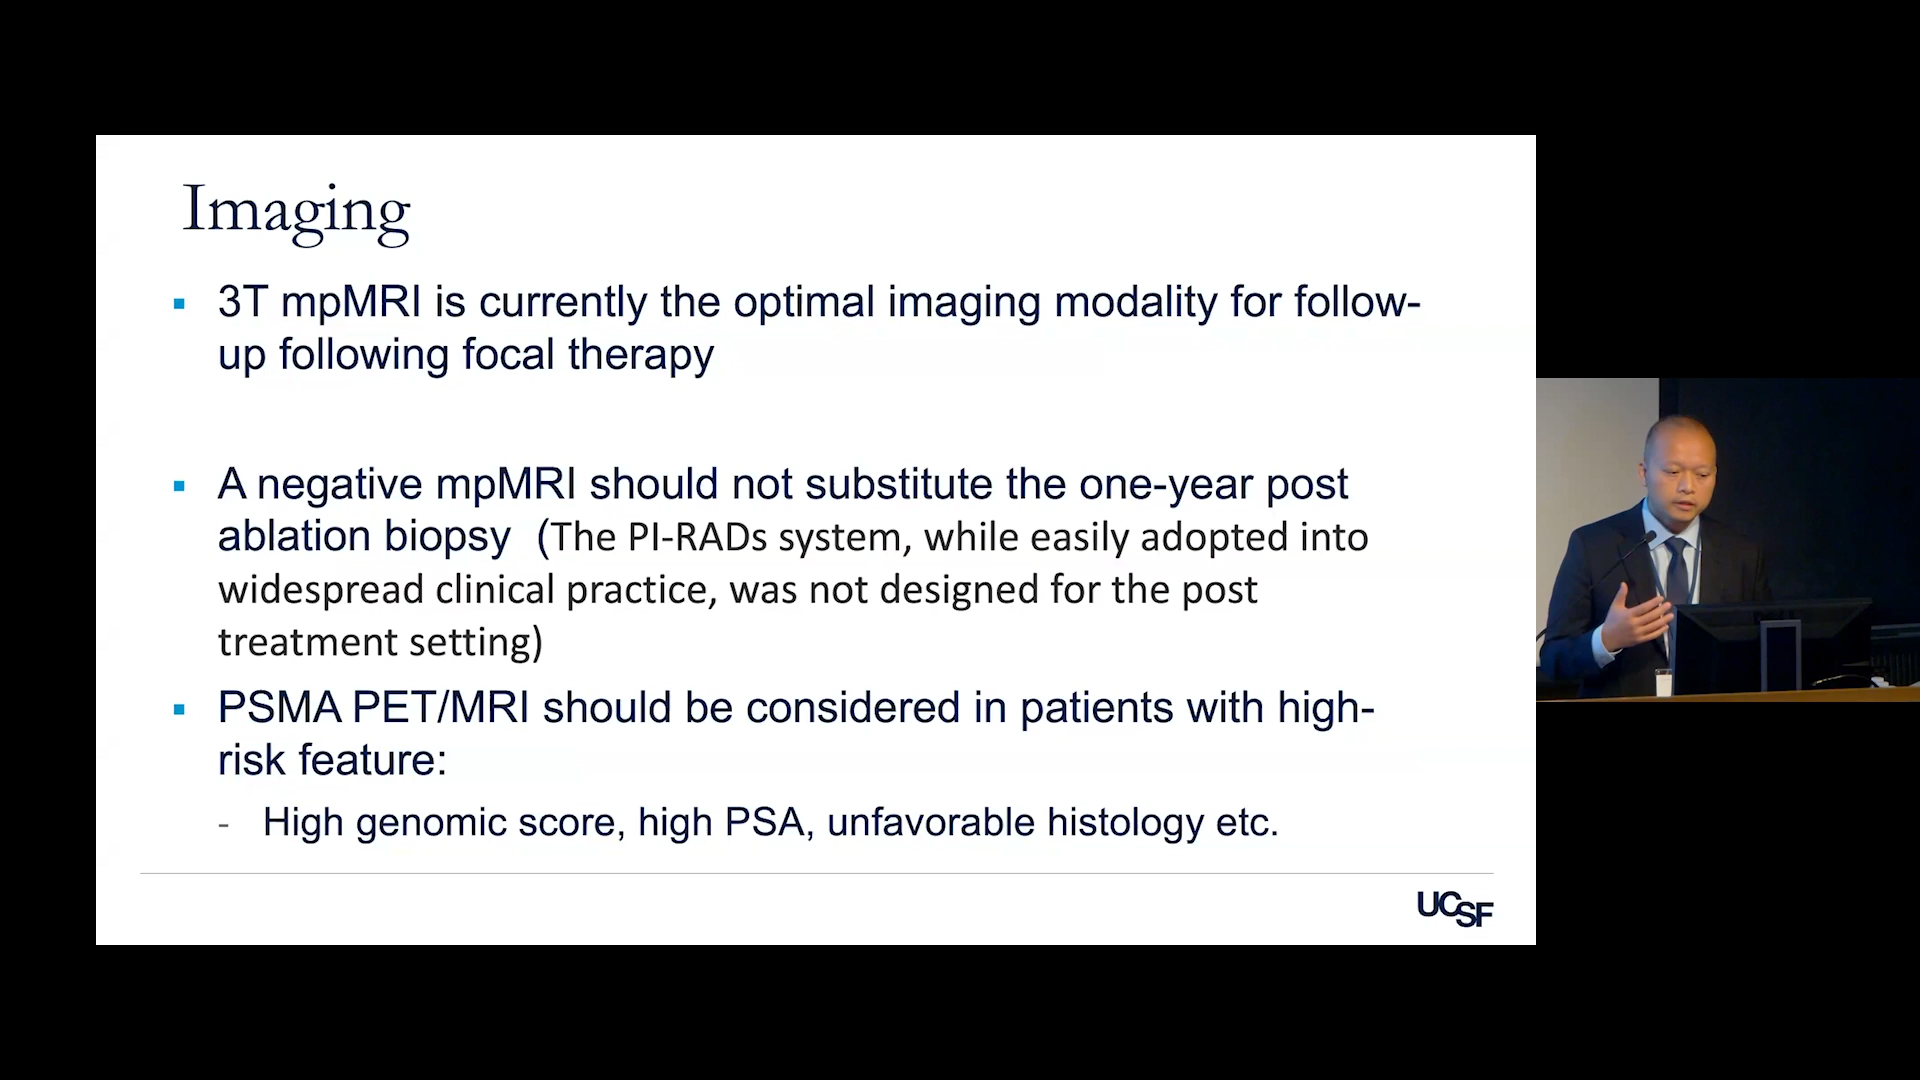 Imaging
3T mpMRI is currently the optimal imaging modality for follow-
up following focal therapy
A negative mpMRI should not substitute the one-year post
ablation biopsy (The PI-RADs system, while easily adopted into
widespread clinical practice, was not designed for the post
treatment setting)
PSMA PET/MRI should be considered in patients with high-
risk feature:
- High genomic score, high PSA, unfavorable histology etc.
UCSF